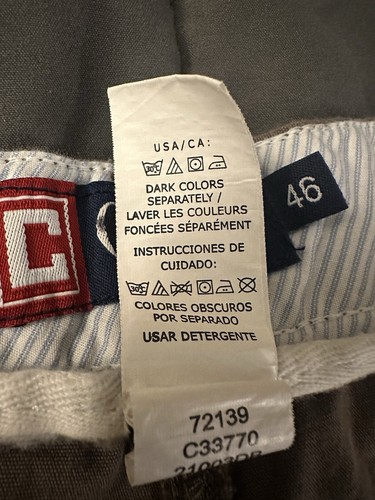 USA/CA:
DARK COLORS
SEPARATELY /
LAVER LES COULEURS
FONCÉES SÉPARÉMENT
INSTRUCCIONES DE
CUIDADO:
COLORES OBSCUROS
POR SEPARADO
USAR DETERGENTE
72139
C33770
C
46